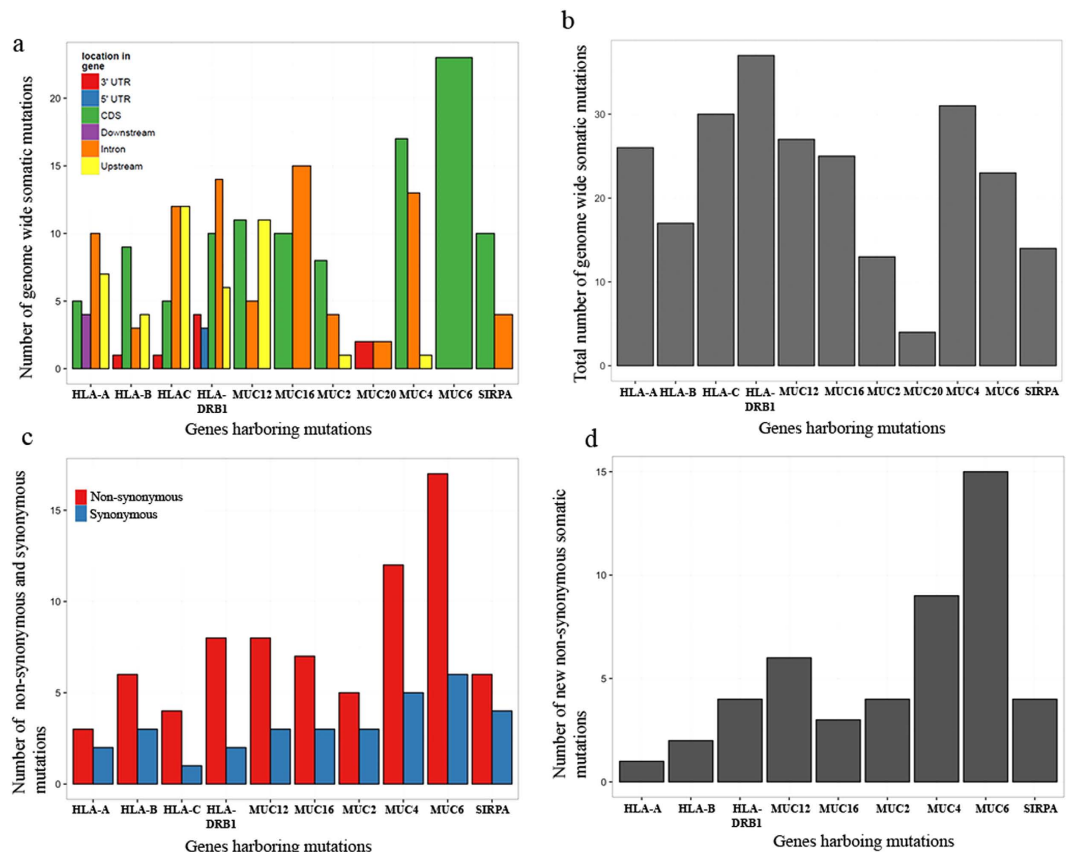 a
Number of genome wide somatic mutations
20
15
10
5
0
location in
gene
3' UTR
5' UTR
CDS
Downstream
Intron
Upstream
HLA-A HLA-B HLAC HLA- MUC12 MUC16 MUC2 MUC20 MUC4 MUC6 SIRPA
DRB1
Genes harboring mutations
b
Total number of genome wide somatic mutations
30
20
10
0
HLA-A HLA-B HLA-C HLA- MUC12 MUC16 MUC2 MUC20 MUC4 MUC6 SIRPA
DRB1
Genes harboring mutations
c
Number of non-synonymous and synonymous
mutations
15
10
5
0
Non-synonymous
Synonymous
HLA-A HLA-B HLA-C HLA- MUC12 MUC16 MUC2 MUC4 MUC6 SIRPA
DRB1
Genes harboring mutations
d
Number of new non-synonymous somatic
mutations
15
10
5
0
HLA-A HLA-B HLA- MUC12 MUC16 MUC2 MUC4 MUC6 SIRPA
DRB1
Genes harboing mutations